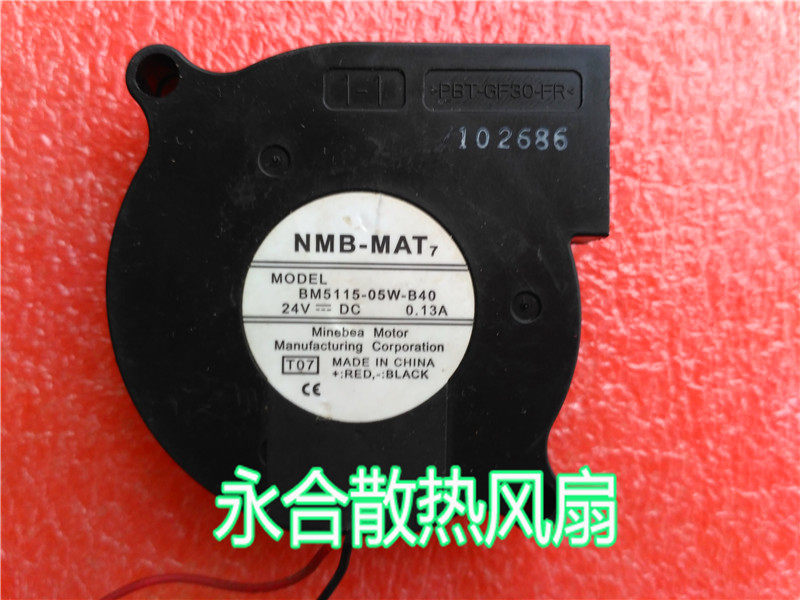 1-1
>PBT-GF30-FR<
102686
NMB-MAT7
MODEL
BM5115-05W-B40
24V ⎓ DC 0.13A
Minebea Motor
Manufacturing Corporation
T07 MADE IN CHINA
+:RED,-:BLACK
CE
永合散热风扇